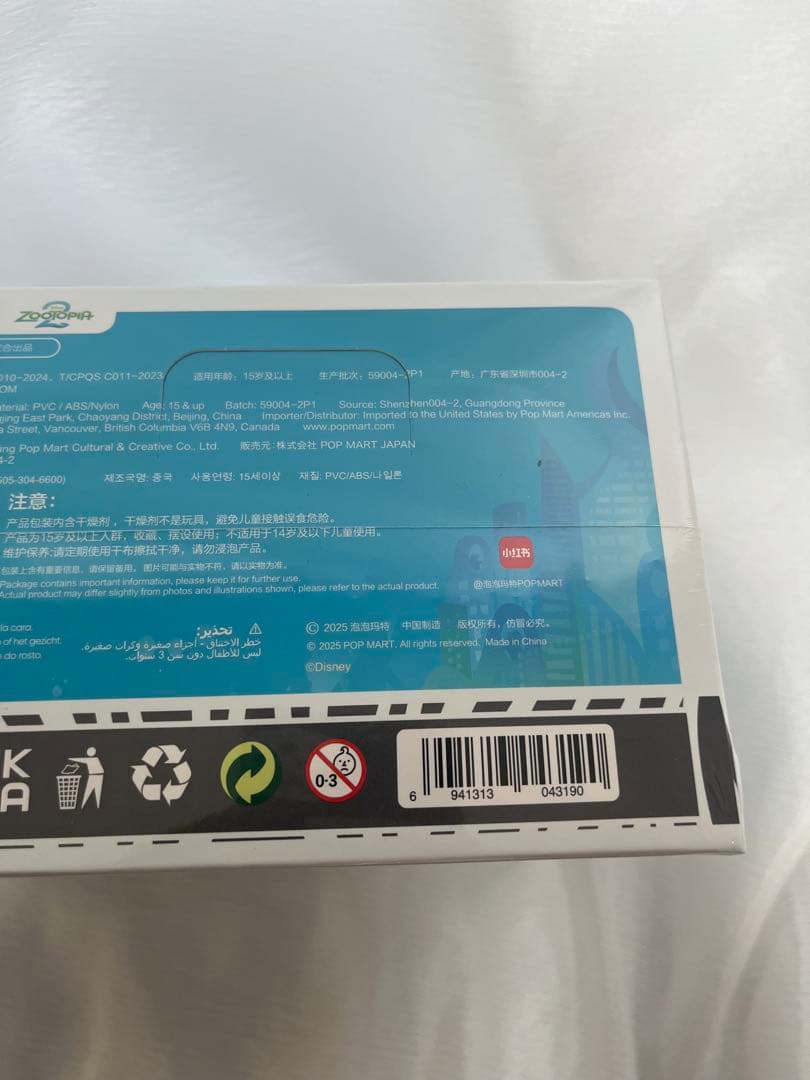 ZOOTOPIA 2
合出品
010-2024、T/CPQS C011-2023 适用年龄：15岁及以上 生产批次：59004-2P1 产地：广东省深圳市004-2
OM
aterial: PVC / ABS/Nylon Age: 15 & up Batch: 59004-2P1 Source: Shenzhen004-2, Guangdong Province
jing East Park, Chaoyang District, Beijing, China Importer/Distributor: Imported to the United States by Pop Mart Americas Inc.
a Street, Vancouver, British Columbia V6B 4N9, Canada www.popmart.com
ing Pop Mart Cultural & Creative Co., Ltd. 販売元:株式会社 POP MART JAPAN
4-2
505-304-6600) 제조국명: 중국 사용연령: 15세이상 재질: PVC/ABS/나일론
注意：
产品包装内含干燥剂，干燥剂不是玩具，避免儿童接触误食危险。
产品为15岁及以上人群，收藏、摆设使用；不适用于14岁及以下儿童使用。
维护保养:请定期使用干布擦拭干净，请勿浸泡产品。
包装上含有重要信息，请保留备用。图片可能与实物不符，请以实物为准。
Package contains important information, please keep it for further use.
Actual product may differ slightly from photos and illustrations shown, please refer to the actual product.
小红书
@泡泡玛特POPMART
la cara.
of het gezicht.
do rosto.
تحذير:
خطر الاختناق - أجزاء صغيرة وكرات صغيرة.
ليس للأطفال دون سن 3 سنوات.
© 2025 泡泡玛特 中国制造 版权所有，仿冒必究。
© 2025 POP MART. All rights reserved. Made in China
©Disney
K
A
0-3
6 941313 043190